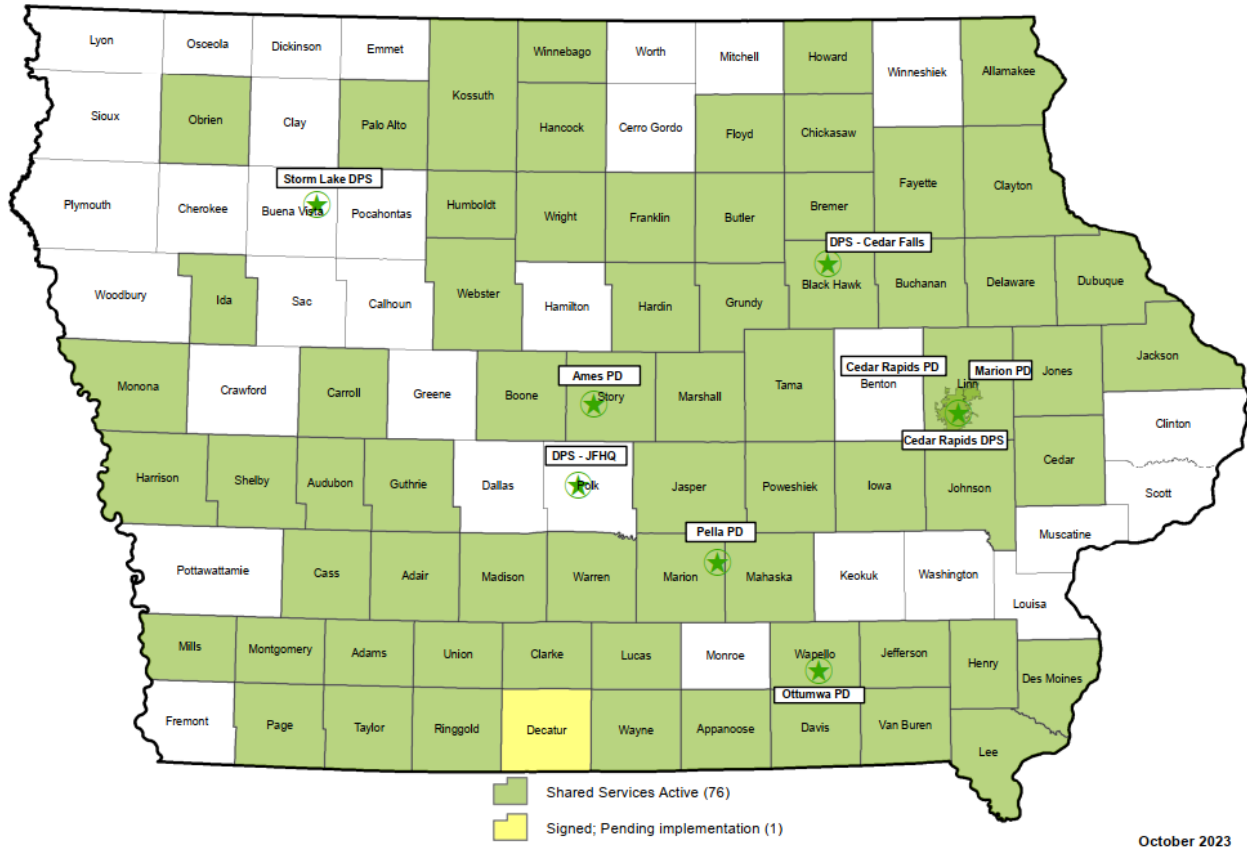 Lyon
Osceola
Dickinson
Emmet
Kossuth
Winnebago
Worth
Mitchell
Howard
Winneshiek
Allamakee
Sioux
Obrien
Clay
Palo Alto
Hancock
Cerro Gordo
Floyd
Chickasaw
Storm Lake DPS
Plymouth
Cherokee
Buena Vista
Pocahontas
Humboldt
Wright
Franklin
Butler
Bremer
Fayette
Clayton
DPS - Cedar Falls
Woodbury
Ida
Sac
Calhoun
Webster
Hamilton
Hardin
Grundy
Black Hawk
Buchanan
Delaware
Dubuque
Monona
Crawford
Carroll
Greene
Boone
Ames PD
Story
Marshall
Tama
Cedar Rapids PD
Benton
Marion PD
Linn
Jones
Jackson
Clinton
Cedar Rapids DPS
Harrison
Shelby
Audubon
Guthrie
Dallas
DPS - JFHQ
Polk
Jasper
Poweshiek
Iowa
Johnson
Cedar
Scott
Muscatine
Pottawattamie
Cass
Adair
Madison
Warren
Pella PD
Marion
Mahaska
Keokuk
Washington
Louisa
Mills
Montgomery
Adams
Union
Clarke
Lucas
Monroe
Wapello
Ottumwa PD
Jefferson
Henry
Des Moines
Fremont
Page
Taylor
Ringgold
Decatur
Wayne
Appanoose
Davis
Van Buren
Lee
Shared Services Active (76)
Signed; Pending implementation (1)
October 2023